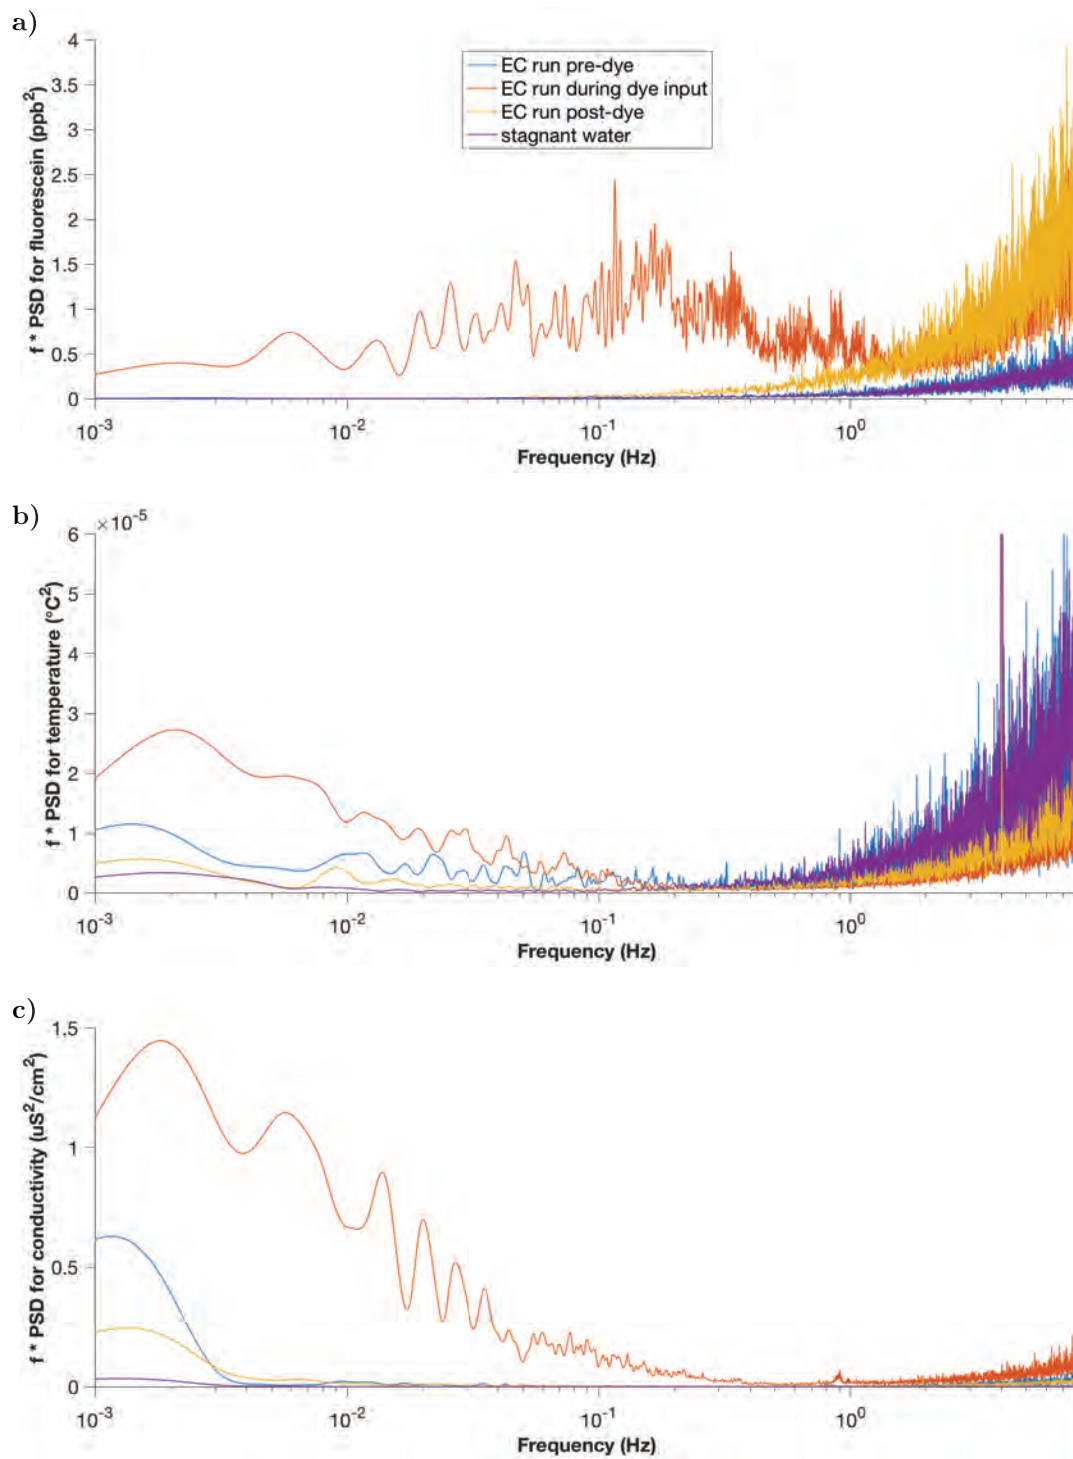 a)
f * PSD for fluorescein (ppb²)
4
3.5
3
2.5
2
1.5
1
0.5
0
EC run pre-dye
EC run during dye input
EC run post-dye
stagnant water
10⁻³
10⁻²
10⁻¹
10⁰
Frequency (Hz)
b)
×10⁻⁵
f * PSD for temperature (°C²)
6
5
4
3
2
1
0
10⁻³
10⁻²
10⁻¹
10⁰
Frequency (Hz)
c)
f * PSD for conductivity (uS²/cm²)
1.5
1
0.5
0
10⁻³
10⁻²
10⁻¹
10⁰
Frequency (Hz)